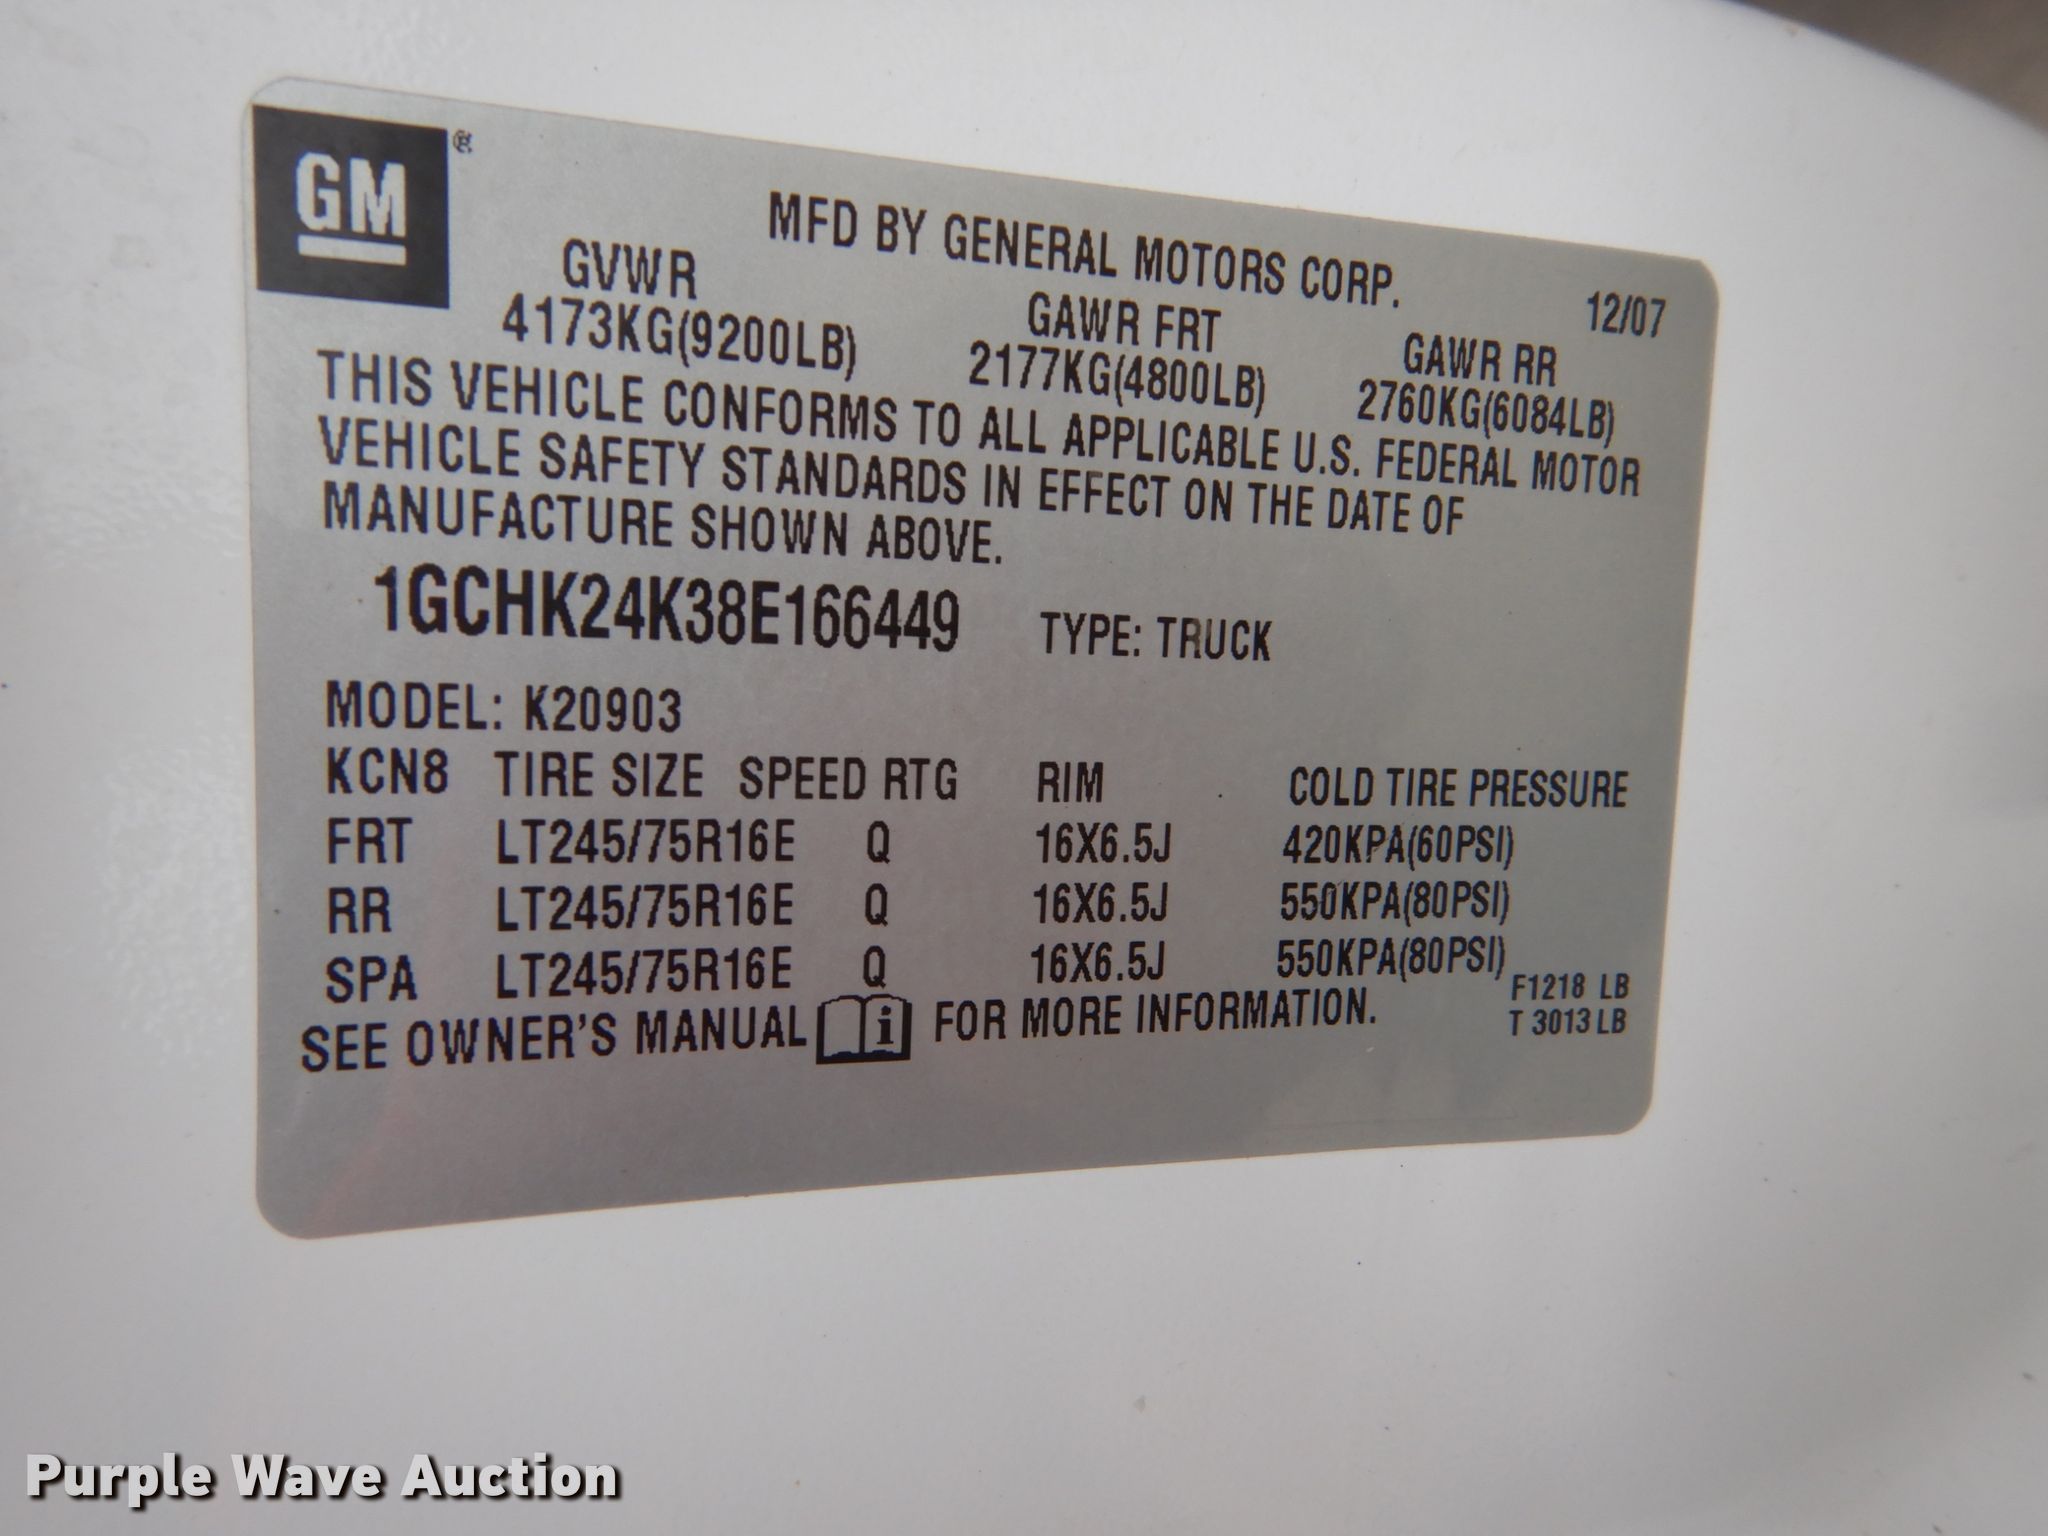 GM ®
MFD BY GENERAL MOTORS CORP.
12/07
GVWR GAWR FRT GAWR RR
4173KG(9200LB) 2177KG(4800LB) 2760KG(6084LB)
THIS VEHICLE CONFORMS TO ALL APPLICABLE U.S. FEDERAL MOTOR
VEHICLE SAFETY STANDARDS IN EFFECT ON THE DATE OF
MANUFACTURE SHOWN ABOVE.
1GCHK24K38E166449 TYPE: TRUCK
MODEL: K20903
KCN8 TIRE SIZE SPEED RTG RIM COLD TIRE PRESSURE
FRT LT245/75R16E Q 16X6.5J 420KPA(60PSI)
RR LT245/75R16E Q 16X6.5J 550KPA(80PSI)
SPA LT245/75R16E Q 16X6.5J 550KPA(80PSI)
SEE OWNER'S MANUAL i FOR MORE INFORMATION.
F1218 LB
T 3013 LB
Purple Wave Auction